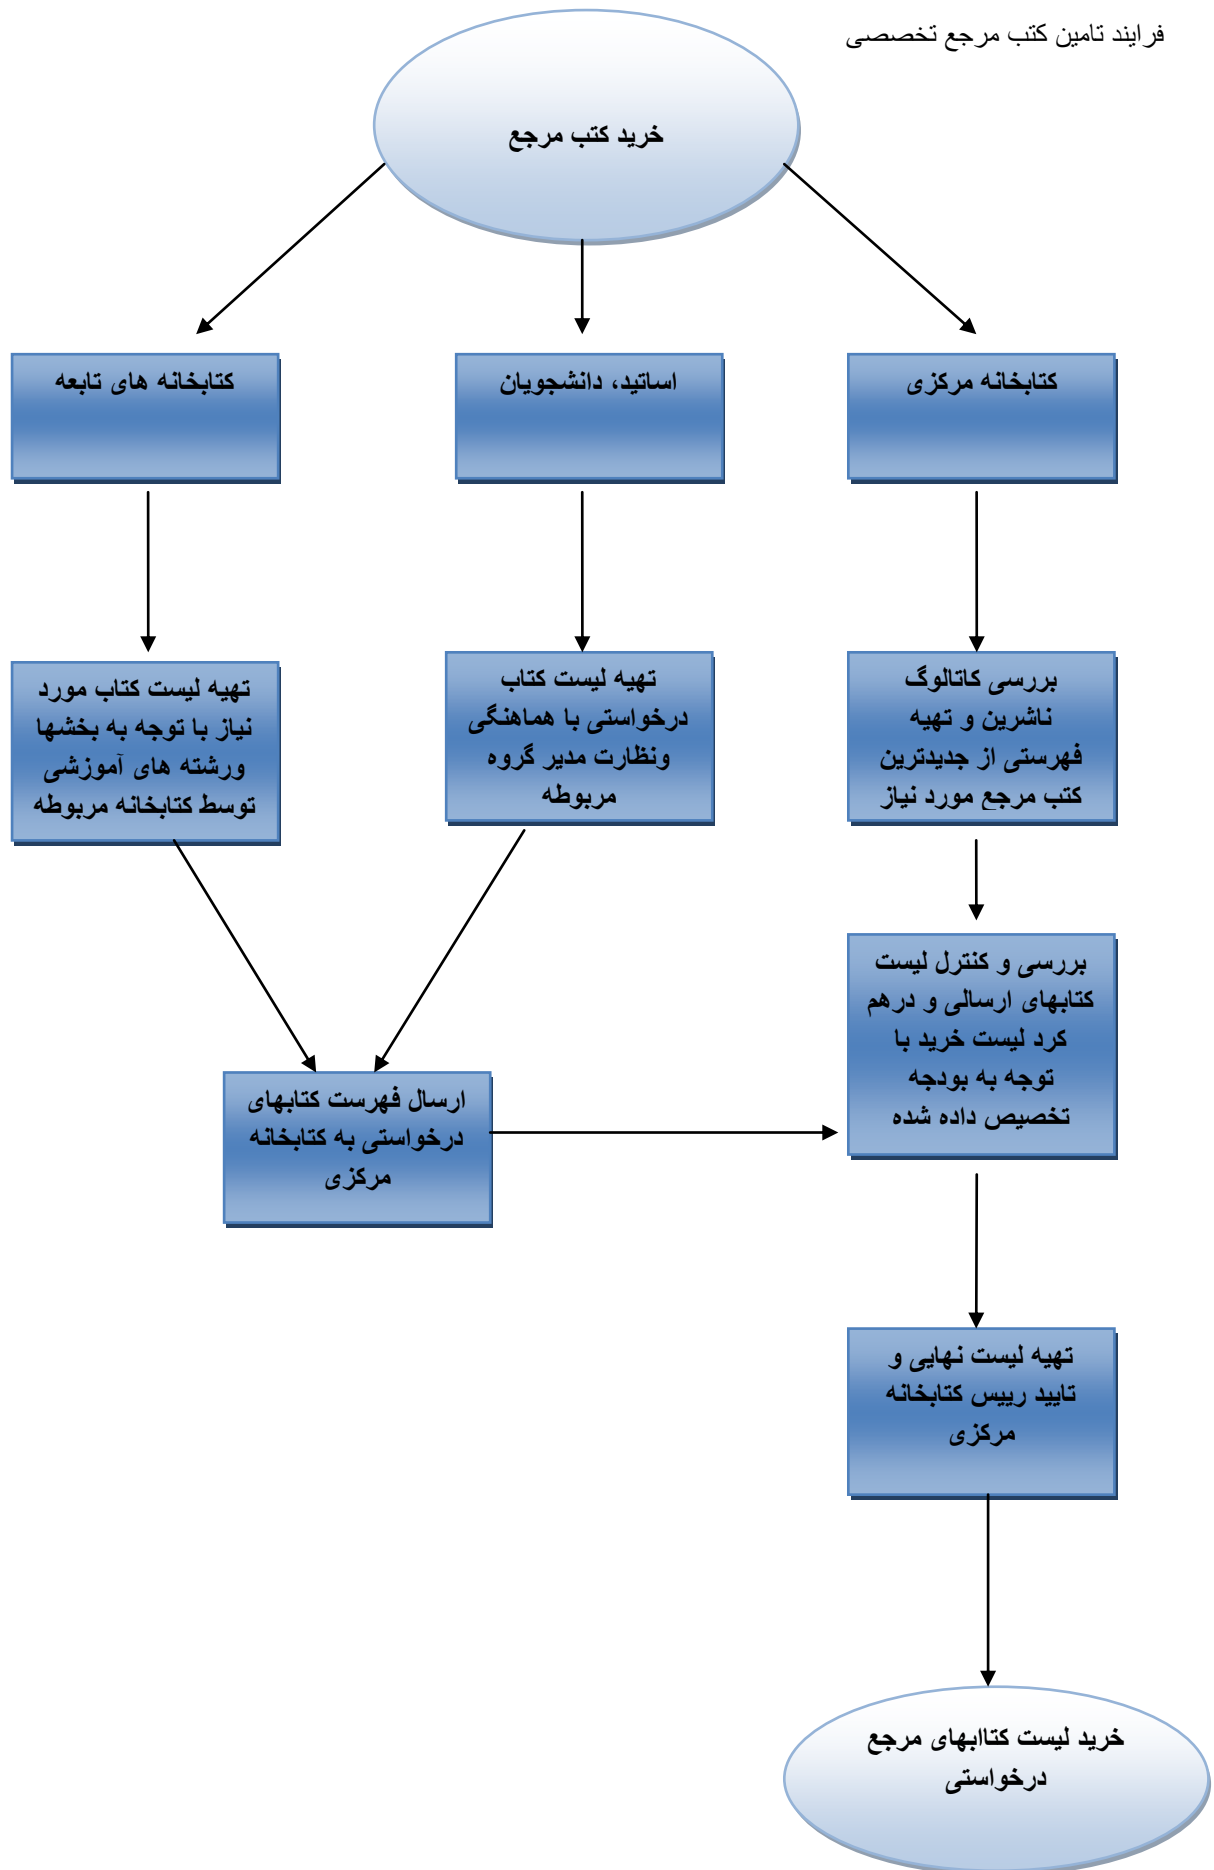 فرایند تامین کتب مرجع تخصصی
خرید کتب مرجع
کتابخانه مرکزی
اساتید، دانشجویان
کتابخانه های تابعه
بررسی کاتالوگ
ناشرین و تهیه
فهرستی از جدیدترین
کتب مرجع مورد نیاز
تهیه لیست کتاب
درخواستی با هماهنگی
ونظارت مدیر گروه
مربوطه
تهیه لیست کتاب مورد
نیاز با توجه به بخشها
ورشته های آموزشی
توسط کتابخانه مربوطه
بررسی و کنترل لیست
کتابهای ارسالی و درهم
کرد لیست خرید با
توجه به بودجه
تخصیص داده شده
ارسال فهرست کتابهای
درخواستی به کتابخانه
مرکزی
تهیه لیست نهایی و
تایید رییس کتابخانه
مرکزی
خرید لیست کتاابهای مرجع
درخواستی